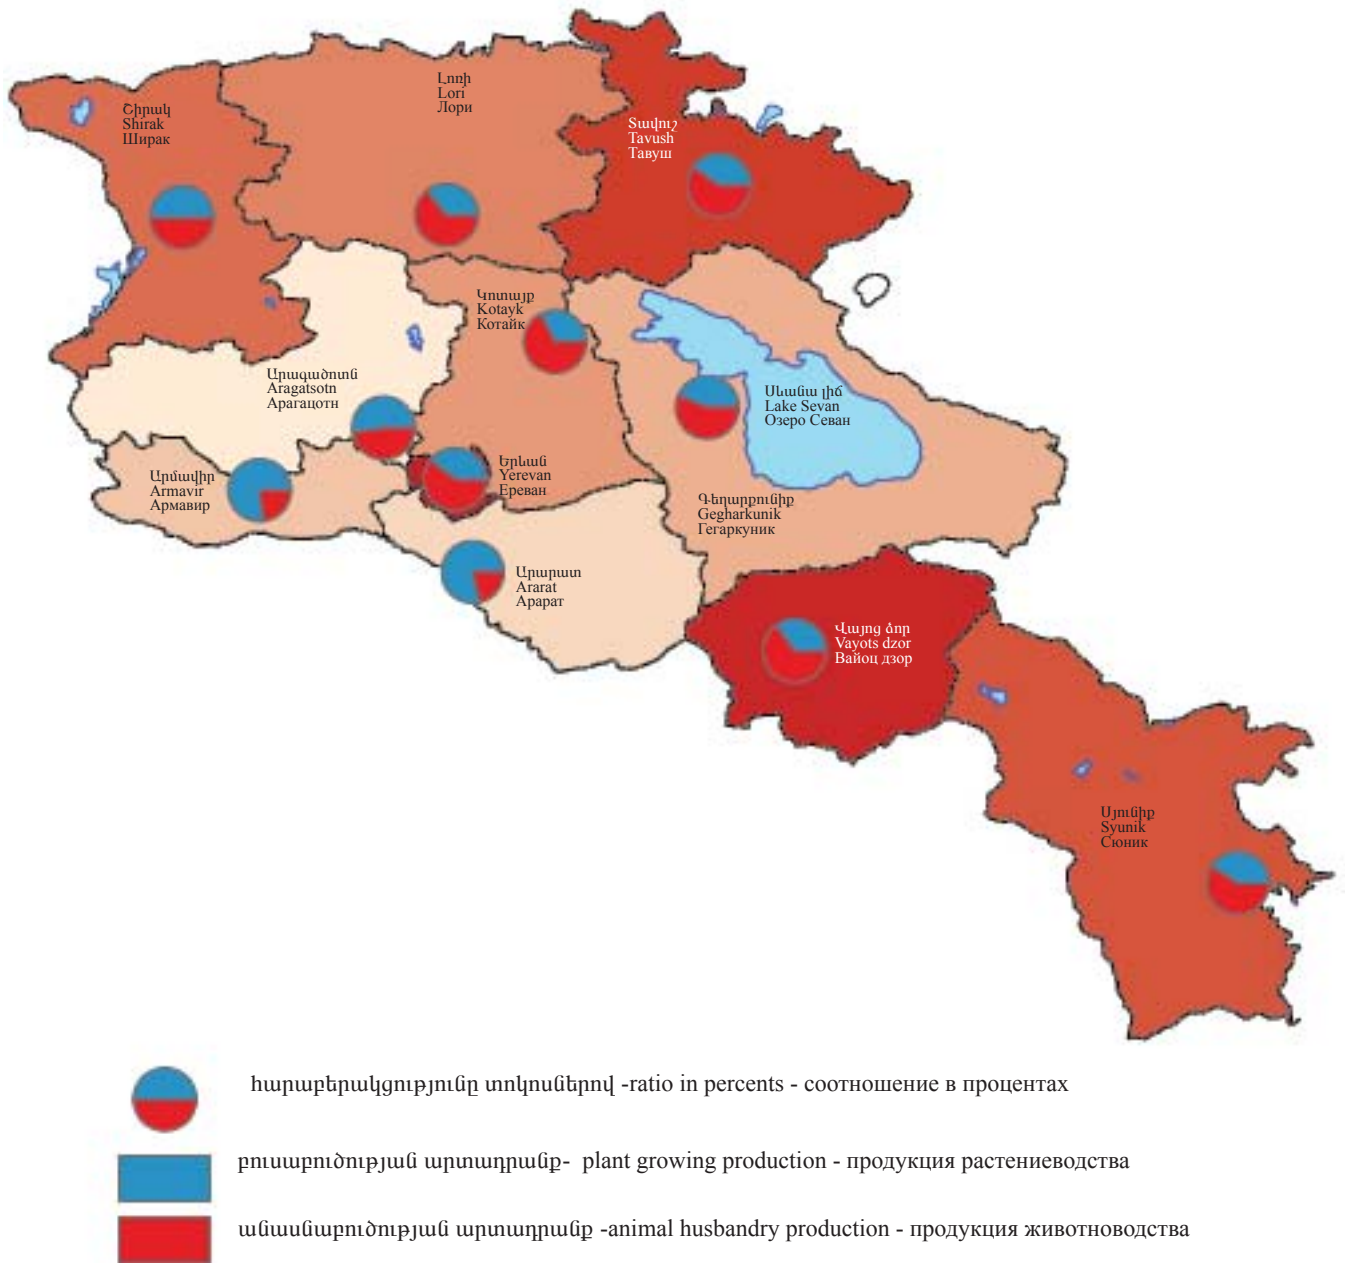 Շիրակ
Shirak
Ширак
Լոռի
Lori
Лори
Տավուշ
Tavush
Тавуш
Կոտայք
Kotayk
Котайк
Արագածոտն
Aragatsotn
Арагацотн
Սևանա լիճ
Lake Sevan
Озеро Севан
Երևան
Yerevan
Ереван
Արմավիր
Armavir
Армавир
Գեղարքունիք
Gegharkunik
Гегаркуник
Արարատ
Ararat
Арарат
Վայոց ձոր
Vayots dzor
Вайоц дзор
Սյունիք
Syunik
Сюник
հարաբերակցությունը տոկոսներով -ratio in percents - соотношение в процентах
բուսաբուծության արտադրանք- plant growing production - продукция растениеводства
անասնաբուծության արտադրանք -animal husbandry production - продукция животноводства